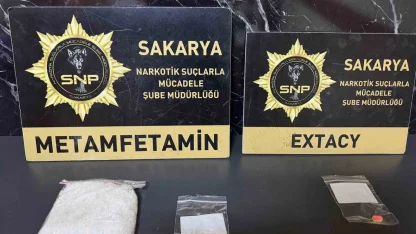 SNP
SAKARYA
NARKOTİK SUÇLARLA
MÜCADELE
ŞUBE MÜDÜRLÜĞÜ
METAMFETAMİN
SNP
SAKARYA
NARKOTİK SUÇLARLA
MÜCADELE
ŞUBE MÜDÜRLÜĞÜ
EXTACY